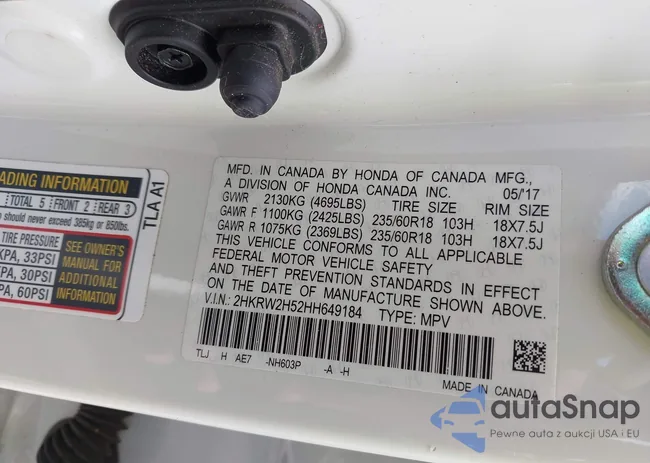 ADING INFORMATION
TOTAL 5 FRONT 2 REAR 3
should never exceed 385kg or 850lbs.
TIRE PRESSURE
KPA, 33PSI
KPA, 30PSI
PA, 60PSI
SEE OWNER'S
MANUAL FOR
ADDITIONAL
INFORMATION
TLA A1
MFD. IN CANADA BY HONDA OF CANADA MFG.,
A DIVISION OF HONDA CANADA INC. 05/17
GVWR 2130KG (4695LBS) TIRE SIZE RIM SIZE
GAWR F 1100KG (2425LBS) 235/60R18 103H 18X7.5J
GAWR R 1075KG (2369LBS) 235/60R18 103H 18X7.5J
THIS VEHICLE CONFORMS TO ALL APPLICABLE
FEDERAL MOTOR VEHICLE SAFETY
AND THEFT PREVENTION STANDARDS IN EFFECT
ON THE DATE OF MANUFACTURE SHOWN ABOVE.
V.I.N.: 2HKRW2H52HH649184 TYPE: MPV
TLJ H AE7 -NH603P -A -H
MADE IN CANADA
autaSnap
Pewne auta z aukcji USA i EU